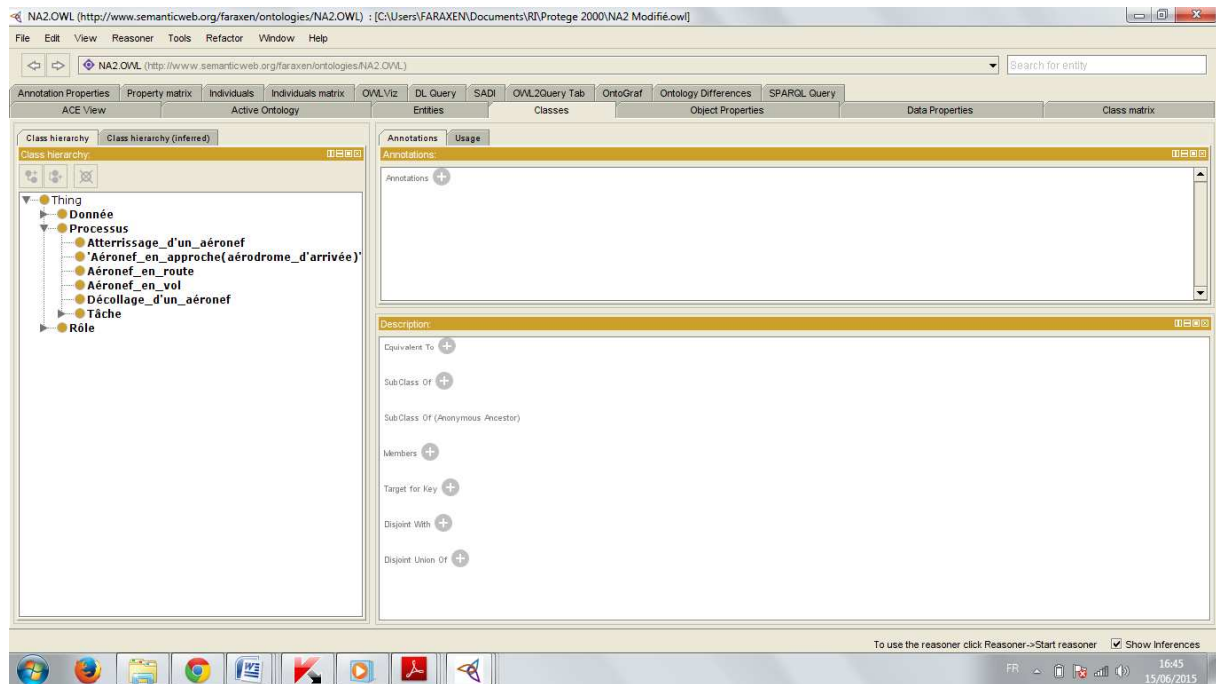 NA2.OWL (http://www.semanticweb.org/faraxen/ontologies/NA2.OWL) : [C:\Users\FARAXEN\Documents\RI\Protege 2000\NA2 Modifié.owl]
File Edit View Reasoner Tools Refactor Window Help
NA2.OWL (http://www.semanticweb.org/faraxen/ontologies/NA2.OWL)
Search for entity
Annotation Properties Property matrix Individuals Individuals matrix OWLViz DL Query SADI OWL2Query Tab OntoGraf Ontology Differences SPARQL Query
ACE View Active Ontology Entities Classes Object Properties Data Properties Class matrix
Class hierarchy Class hierarchy (inferred)
Class hierarchy:
Thing
Donnée
Processus
Atterrissage_d'un_aéronef
'Aéronef_en_approche(aérodrome_d'arrivée)'
Aéronef_en_route
Aéronef_en_vol
Décollage_d'un_aéronef
Tâche
Rôle
Annotations Usage
Annotations:
Annotations
Description:
Equivalent To
SubClass Of
SubClass Of (Anonymous Ancestor)
Members
Target for Key
Disjoint With
Disjoint Union Of
To use the reasoner click Reasoner->Start reasoner Show Inferences
FR 16:45
15/06/2015